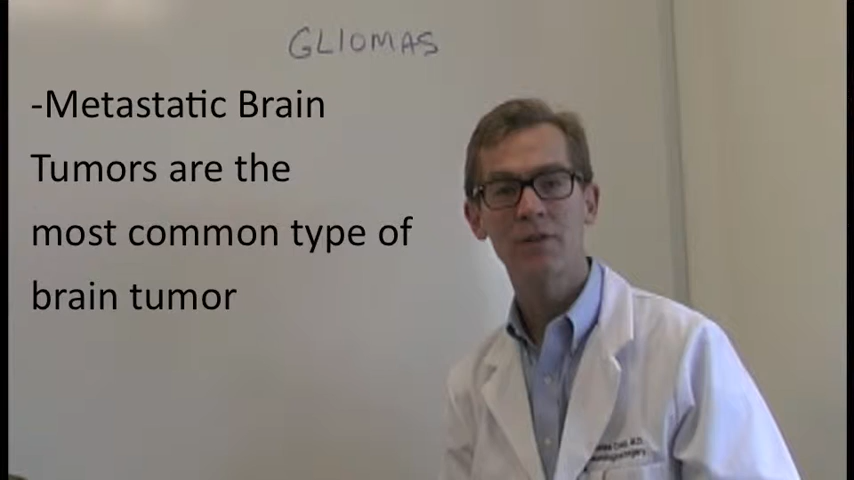 GLIOMAS
-Metastatic Brain
Tumors are the
most common type of
brain tumor